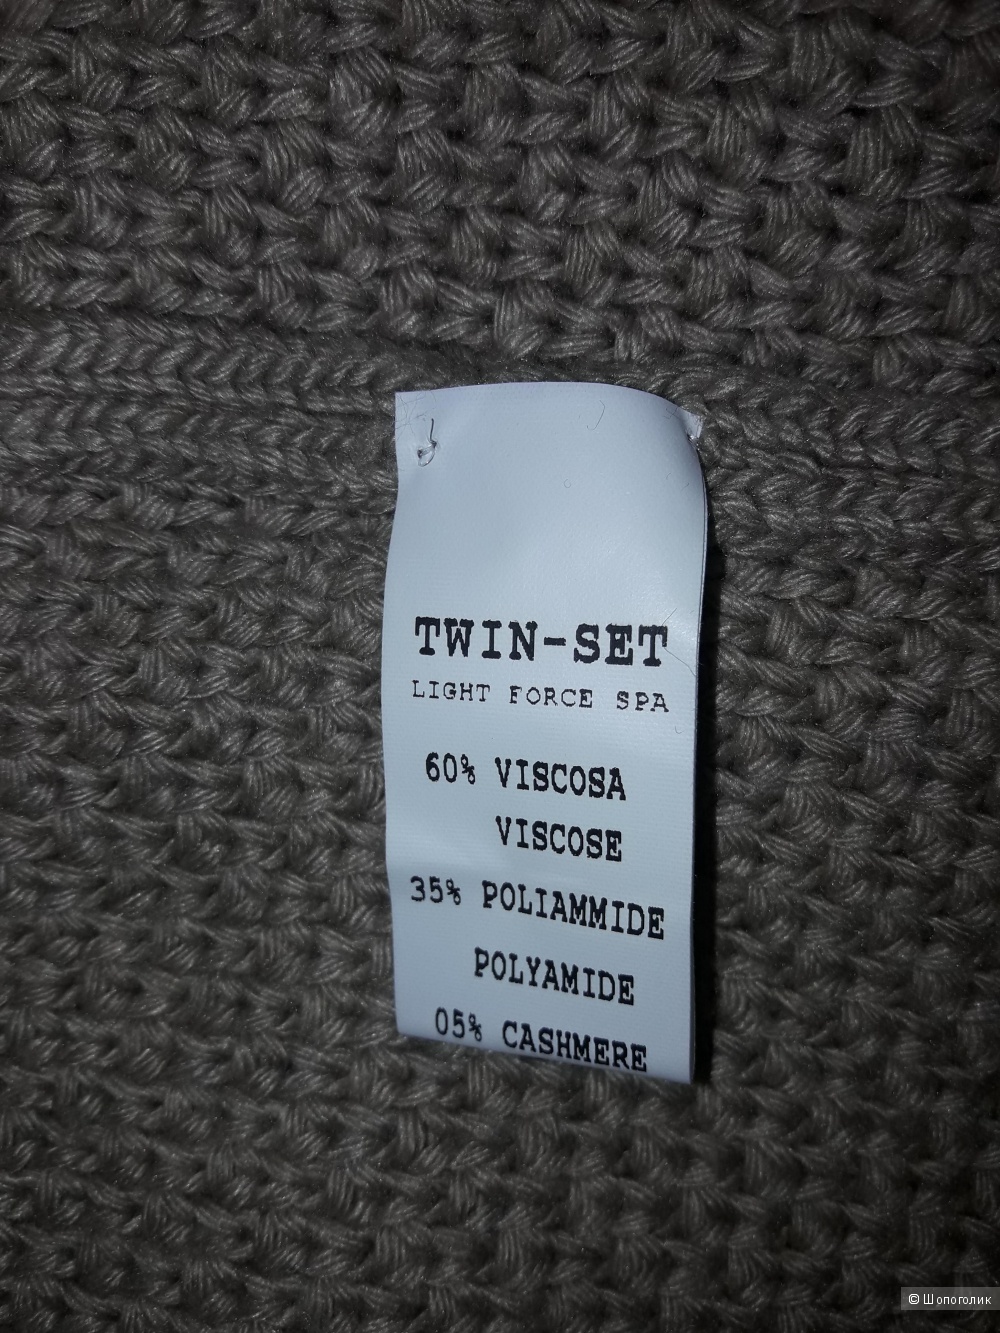 TWIN-SET
LIGHT FORCE SPA
60% VISCOSA
VISCOSE
35% POLIAMMIDE
POLYAMIDE
05% CASHMERE
© Шопоголик